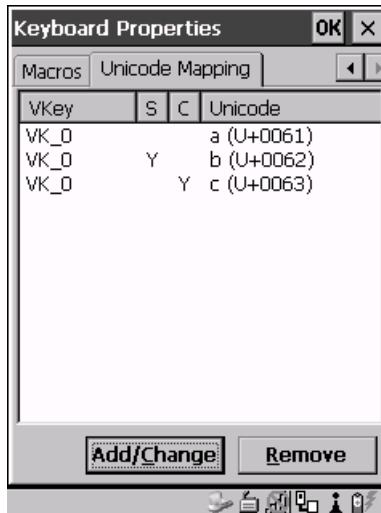 Keyboard Properties OK ×
Macros Unicode Mapping
VKey S C Unicode
VK_0 a (U+0061)
VK_0 Y b (U+0062)
VK_0 Y c (U+0063)
Add/Change Remove